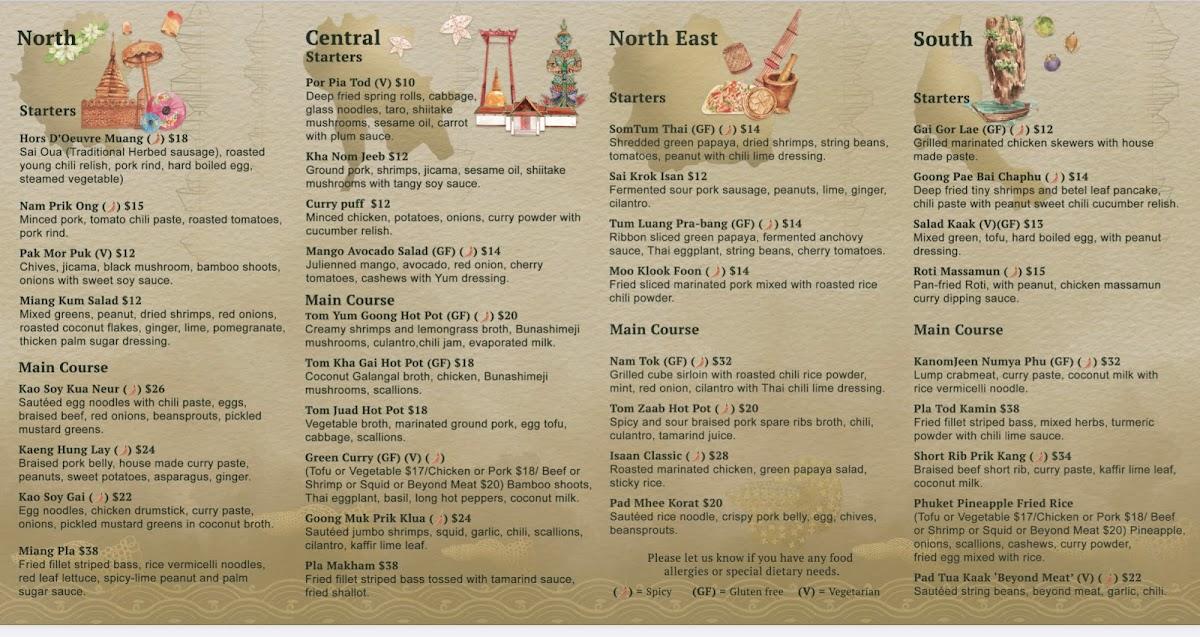 North
Starters
Hors D'Oeuvre Muang (🌶) $18
Sai Oua (Traditional Herbed sausage), roasted
young chili relish, pork rind, hard boiled egg,
steamed vegetable)
Nam Prik Ong (🌶) $15
Minced pork, tomato chili paste, roasted tomatoes,
pork rind.
Pak Mor Puk (V) $12
Chives, jicama, black mushroom, bamboo shoots,
onions with sweet soy sauce.
Miang Kum Salad $12
Mixed greens, peanut, dried shrimps, red onions,
roasted coconut flakes, ginger, lime, pomegranate,
thicken palm sugar dressing.
Main Course
Kao Soy Kua Neur (🌶) $26
Sautéed egg noodles with chili paste, eggs,
braised beef, red onions, beansprouts, pickled
mustard greens.
Kaeng Hung Lay (🌶) $24
Braised pork belly, house made curry paste,
peanuts, sweet potatoes, asparagus, ginger.
Kao Soy Gai (🌶) $22
Egg noodles, chicken drumstick, curry paste,
onions, pickled mustard greens in coconut broth.
Miang Pla $38
Fried fillet striped bass, rice vermicelli noodles,
red leaf lettuce, spicy-lime peanut and palm
sugar sauce.
Central
Starters
Por Pia Tod (V) $10
Deep fried spring rolls, cabbage,
glass noodles, taro, shiitake
mushrooms, sesame oil, carrot
with plum sauce.
Kha Nom Jeeb $12
Ground pork, shrimps, jicama, sesame oil, shiitake
mushrooms with tangy soy sauce.
Curry puff $12
Minced chicken, potatoes, onions, curry powder with
cucumber relish.
Mango Avocado Salad (GF) (🌶) $14
Julienned mango, avocado, red onion, cherry
tomatoes, cashews with Yum dressing.
Main Course
Tom Yum Goong Hot Pot (GF) (🌶) $20
Creamy shrimps and lemongrass broth, Bunashimeji
mushrooms, culantro,chili jam, evaporated milk.
Tom Kha Gai Hot Pot (GF) $18
Coconut Galangal broth, chicken, Bunashimeji
mushrooms, scallions.
Tom Juad Hot Pot $18
Vegetable broth, marinated ground pork, egg tofu,
cabbage, scallions.
Green Curry (GF) (V) (🌶)
(Tofu or Vegetable $17/Chicken or Pork $18/ Beef or
Shrimp or Squid or Beyond Meat $20) Bamboo shoots,
Thai eggplant, basil, long hot peppers, coconut milk.
Goong Muk Prik Klua (🌶) $24
Sautéed jumbo shrimps, squid, garlic, chili, scallions,
cilantro, kaffir lime leaf.
Pla Makham $38
Fried fillet striped bass tossed with tamarind sauce,
fried shallot.
North East
Starters
SomTum Thai (GF) (🌶) $14
Shredded green papaya, dried shrimps, string beans,
tomatoes, peanut with chili lime dressing.
Sai Krok Isan $12
Fermented sour pork sausage, peanuts, lime, ginger,
cilantro.
Tum Luang Pra-bang (GF) (🌶) $14
Ribbon sliced green papaya, fermented anchovy
sauce, Thai eggplant, string beans, cherry tomatoes.
Moo Klook Foon (🌶) $14
Fried sliced marinated pork mixed with roasted rice
chili powder.
Main Course
Nam Tok (GF) (🌶) $32
Grilled cube sirloin with roasted chili rice powder,
mint, red onion, cilantro with Thai chili lime dressing.
Tom Zaab Hot Pot (🌶) $20
Spicy and sour braised pork spare ribs broth, chili,
culantro, tamarind juice.
Isaan Classic (🌶) $28
Roasted marinated chicken, green papaya salad,
sticky rice.
Pad Mhee Korat $20
Sautéed rice noodle, crispy pork belly, egg, chives,
beansprouts.
Please let us know if you have any food
allergies or special dietary needs.
(🌶) = Spicy (GF) = Gluten free (V) = Vegetarian
South
Starters
Gai Gor Lae (GF) (🌶) $12
Grilled marinated chicken skewers with house
made paste.
Goong Pae Bai Chaphu (🌶) $14
Deep fried tiny shrimps and betel leaf pancake,
chili paste with peanut sweet chili cucumber relish.
Salad Kaak (V)(GF) $13
Mixed green, tofu, hard boiled egg, with peanut
dressing.
Roti Massamun (🌶) $15
Pan-fried Roti, with peanut, chicken massamun
curry dipping sauce.
Main Course
KanomJeen Numya Phu (GF) (🌶) $32
Lump crabmeat, curry paste, coconut milk with
rice vermicelli noodle.
Pla Tod Kamin $38
Fried fillet striped bass, mixed herbs, turmeric
powder with chili lime sauce.
Short Rib Prik Kang (🌶) $34
Braised beef short rib, curry paste, kaffir lime leaf,
coconut milk.
Phuket Pineapple Fried Rice
(Tofu or Vegetable $17/Chicken or Pork $18/ Beef
or Shrimp or Squid or Beyond Meat $20) Pineapple,
onions, scallions, cashews, curry powder,
fried egg mixed with rice.
Pad Tua Kaak 'Beyond Meat' (V) (🌶) $22
Sautéed string beans, beyond meat, garlic, chili.